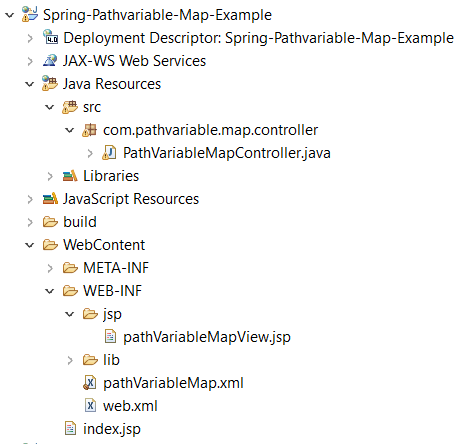 Spring-Pathvariable-Map-Example
Deployment Descriptor: Spring-Pathvariable-Map-Example
JAX-WS Web Services
Java Resources
src
com.pathvariable.map.controller
PathVariableMapController.java
Libraries
JavaScript Resources
build
WebContent
META-INF
WEB-INF
jsp
pathVariableMapView.jsp
lib
pathVariableMap.xml
web.xml
index.jsp